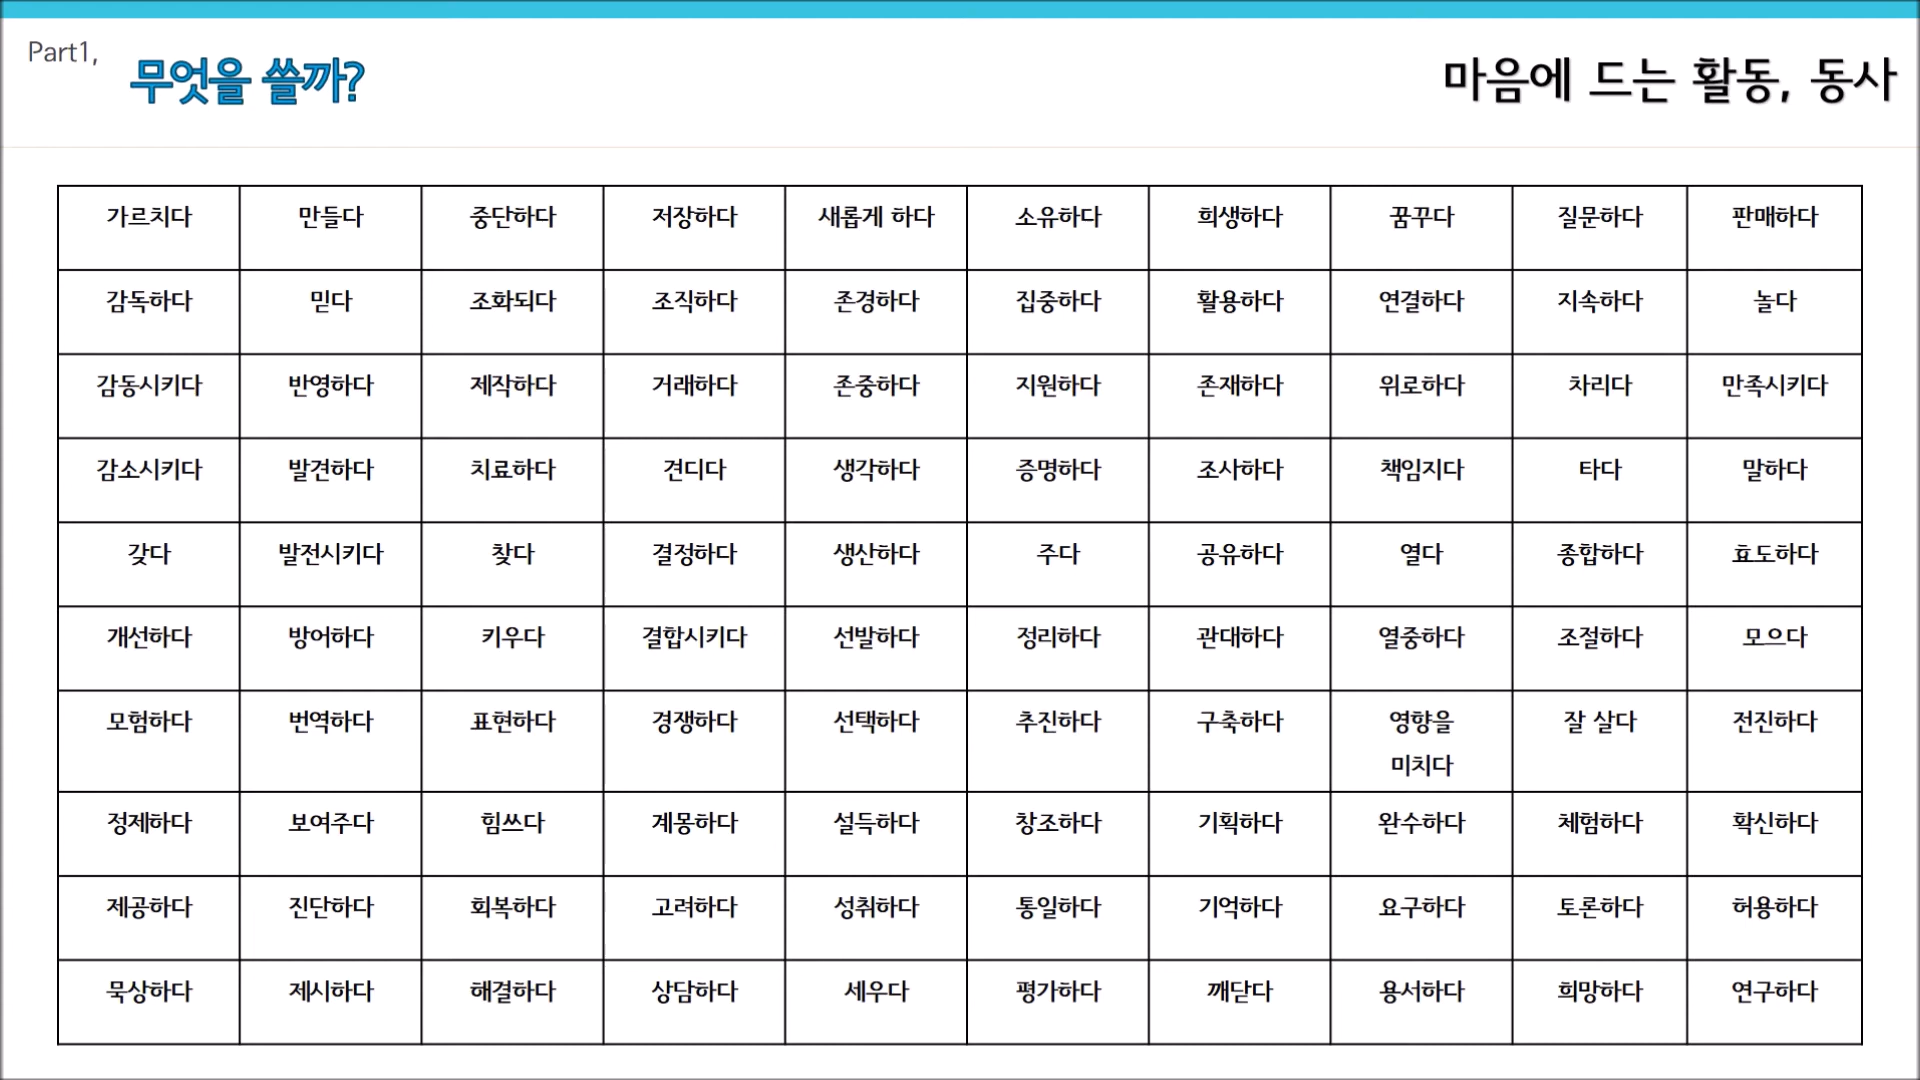 Part1,
무엇을 쓸까?
마음에 드는 활동, 동사
가르치다 만들다 중단하다 저장하다 새롭게 하다 소유하다 희생하다 꿈꾸다 질문하다 판매하다
감독하다 믿다 조화되다 조직하다 존경하다 집중하다 활용하다 연결하다 지속하다 놀다
감동시키다 반영하다 제작하다 거래하다 존중하다 지원하다 존재하다 위로하다 차리다 만족시키다
감소시키다 발견하다 치료하다 견디다 생각하다 증명하다 조사하다 책임지다 타다 말하다
갖다 발전시키다 찾다 결정하다 생산하다 주다 공유하다 열다 종합하다 효도하다
개선하다 방어하다 키우다 결합시키다 선발하다 정리하다 관대하다 열중하다 조절하다 모으다
모험하다 번역하다 표현하다 경쟁하다 선택하다 추진하다 구축하다 영향을 잘 살다 전진하다
미치다
정제하다 보여주다 힘쓰다 계몽하다 설득하다 창조하다 기획하다 완수하다 체험하다 확신하다
제공하다 진단하다 회복하다 고려하다 성취하다 통일하다 기억하다 요구하다 토론하다 허용하다
묵상하다 제시하다 해결하다 상담하다 세우다 평가하다 깨닫다 용서하다 희망하다 연구하다